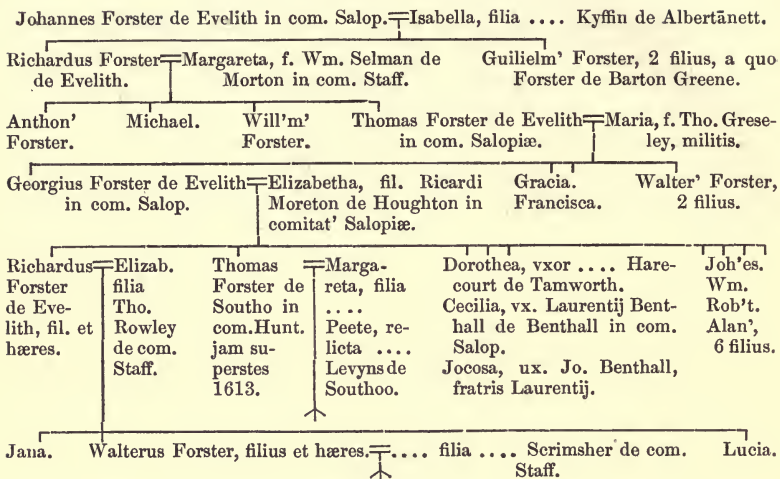 Johannes Forster de Evelith in com. Salop.=Isabella, filia .... Kyffin de Albertānett.
Richardus Forster=Margareta, f. Wm. Selman de
de Evelith. Morton in com. Staff.
Guilielm' Forster, 2 filius, a quo
Forster de Barton Greene.
Anthon'
Forster.
Michael.
Will'm'
Forster.
Thomas Forster de Evelith=Maria, f. Tho. Grese-
in com. Salopiæ. ley, militis.
Georgius Forster de Evelith=Elizabetha, fil. Ricardi
in com. Salop. Moreton de Houghton in
comitat' Salopiæ.
Gracia.
Francisca.
Walter' Forster,
2 filius.
Richardus=Elizab.
Forster filia
de Eve- Tho.
lith, fil. et Rowley
hæres. de com.
Staff.
Thomas =Marga-
Forster de reta, filia
Southo in ....
com.Hunt. Peete, re-
jam su- licta ....
perstes Levyns de
1613. Southoo.
Dorothea, vxor .... Hare-
court de Tamworth.
Cecilia, vx. Laurentij Bent-
hall de Benthall in com.
Salop.
Jocosa, ux. Jo. Benthall,
fratris Laurentij.
Joh'es.
Wm.
Rob't.
Alan',
6 filius.
Jana. Walterus Forster, filius et hæres.=.... filia .... Scrimsher de com. Lucia.
Staff.